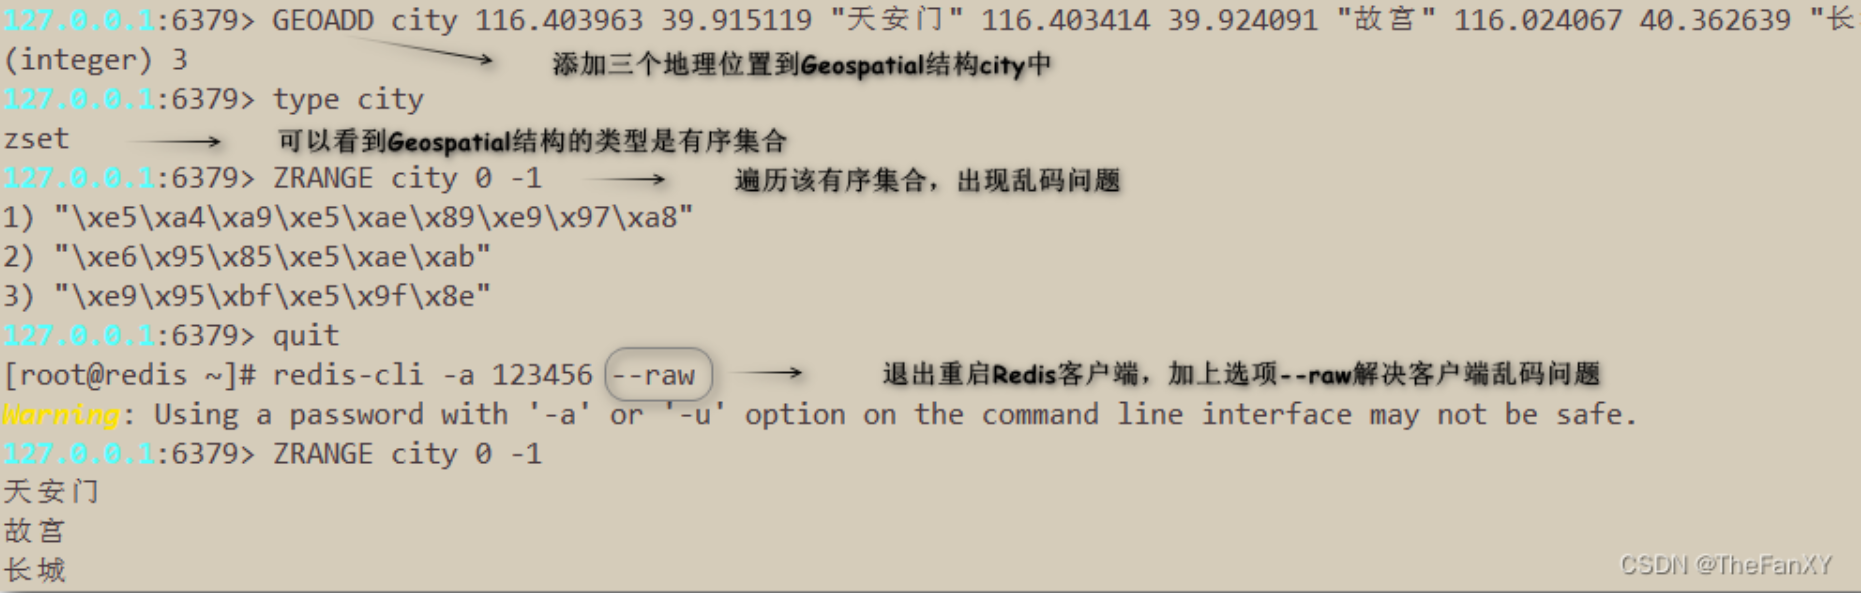 127.0.0.1:6379> GEOADD city 116.403963 39.915119 "天安门" 116.403414 39.924091 "故宫" 116.024067 40.362639 "长
(integer) 3
添加三个地理位置到Geospatial结构city中
127.0.0.1:6379> type city
zset
可以看到Geospatial结构的类型是有序集合
127.0.0.1:6379> ZRANGE city 0 -1
遍历该有序集合，出现乱码问题
1) "\xe5\xa4\xa9\xe5\xae\x89\xe9\x97\xa8"
2) "\xe6\x95\x85\xe5\xae\xab"
3) "\xe9\x95\xbf\xe5\x9f\x8e"
127.0.0.1:6379> quit
[root@redis ~]# redis-cli -a 123456 --raw
退出重启Redis客户端，加上选项--raw解决客户端乱码问题
Warning: Using a password with '-a' or '-u' option on the command line interface may not be safe.
127.0.0.1:6379> ZRANGE city 0 -1
天安门
故宫
长城
CSDN @TheFanXY